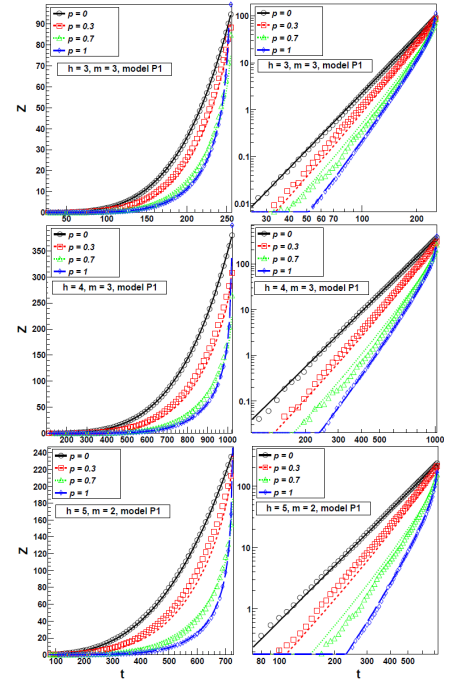 p = 0
p = 0.3
p = 0.7
p = 1
h = 3, m = 3, model P1
Z
90
80
70
60
50
40
30
20
10
0
50 100 150 200 250
p = 0
p = 0.3
p = 0.7
p = 1
h = 3, m = 3, model P1
100
10
1
0.1
0.01
30 40 50 60 70 100 200
p = 0
p = 0.3
p = 0.7
p = 1
h = 4, m = 3, model P1
Z
350
300
250
200
150
100
50
0
200 300 400 500 600 700 800 900 1000
p = 0
p = 0.3
p = 0.7
p = 1
h = 4, m = 3, model P1
100
10
1
0.1
200 300 400 500 1000
p = 0
p = 0.3
p = 0.7
p = 1
h = 5, m = 2, model P1
Z
240
220
200
180
160
140
120
100
80
60
40
20
0
100 200 300 400 500 600 700
t
p = 0
p = 0.3
p = 0.7
p = 1
h = 5, m = 2, model P1
100
10
1
80 100 200 300 400 500
t